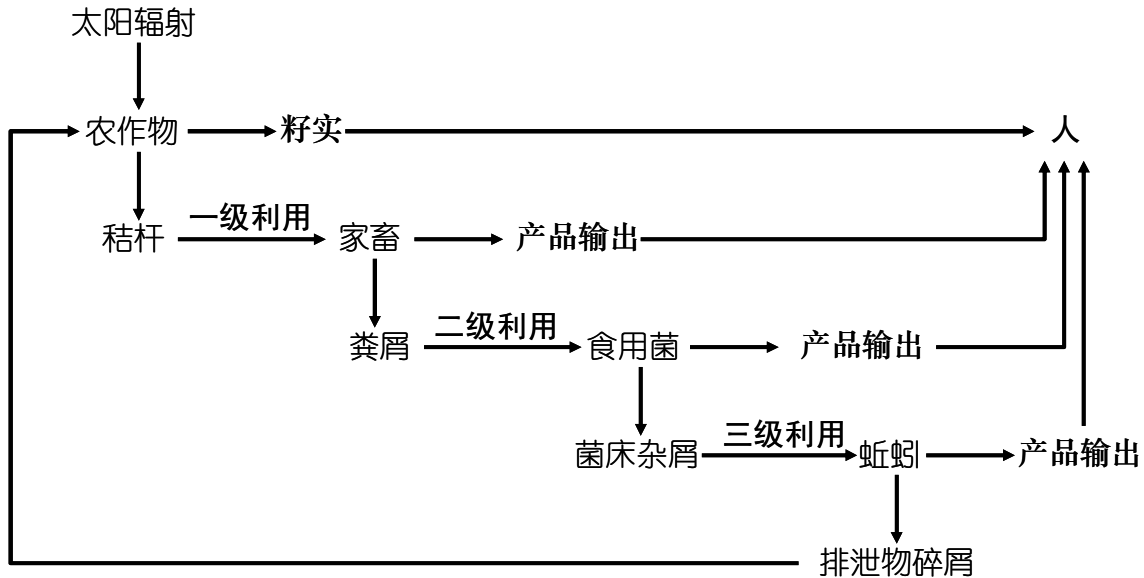 太阳辐射
农作物
籽实
人
秸杆
一级利用
家畜
产品输出
粪屑
二级利用
食用菌
产品输出
菌床杂屑
三级利用
蚯蚓
产品输出
排泄物碎屑